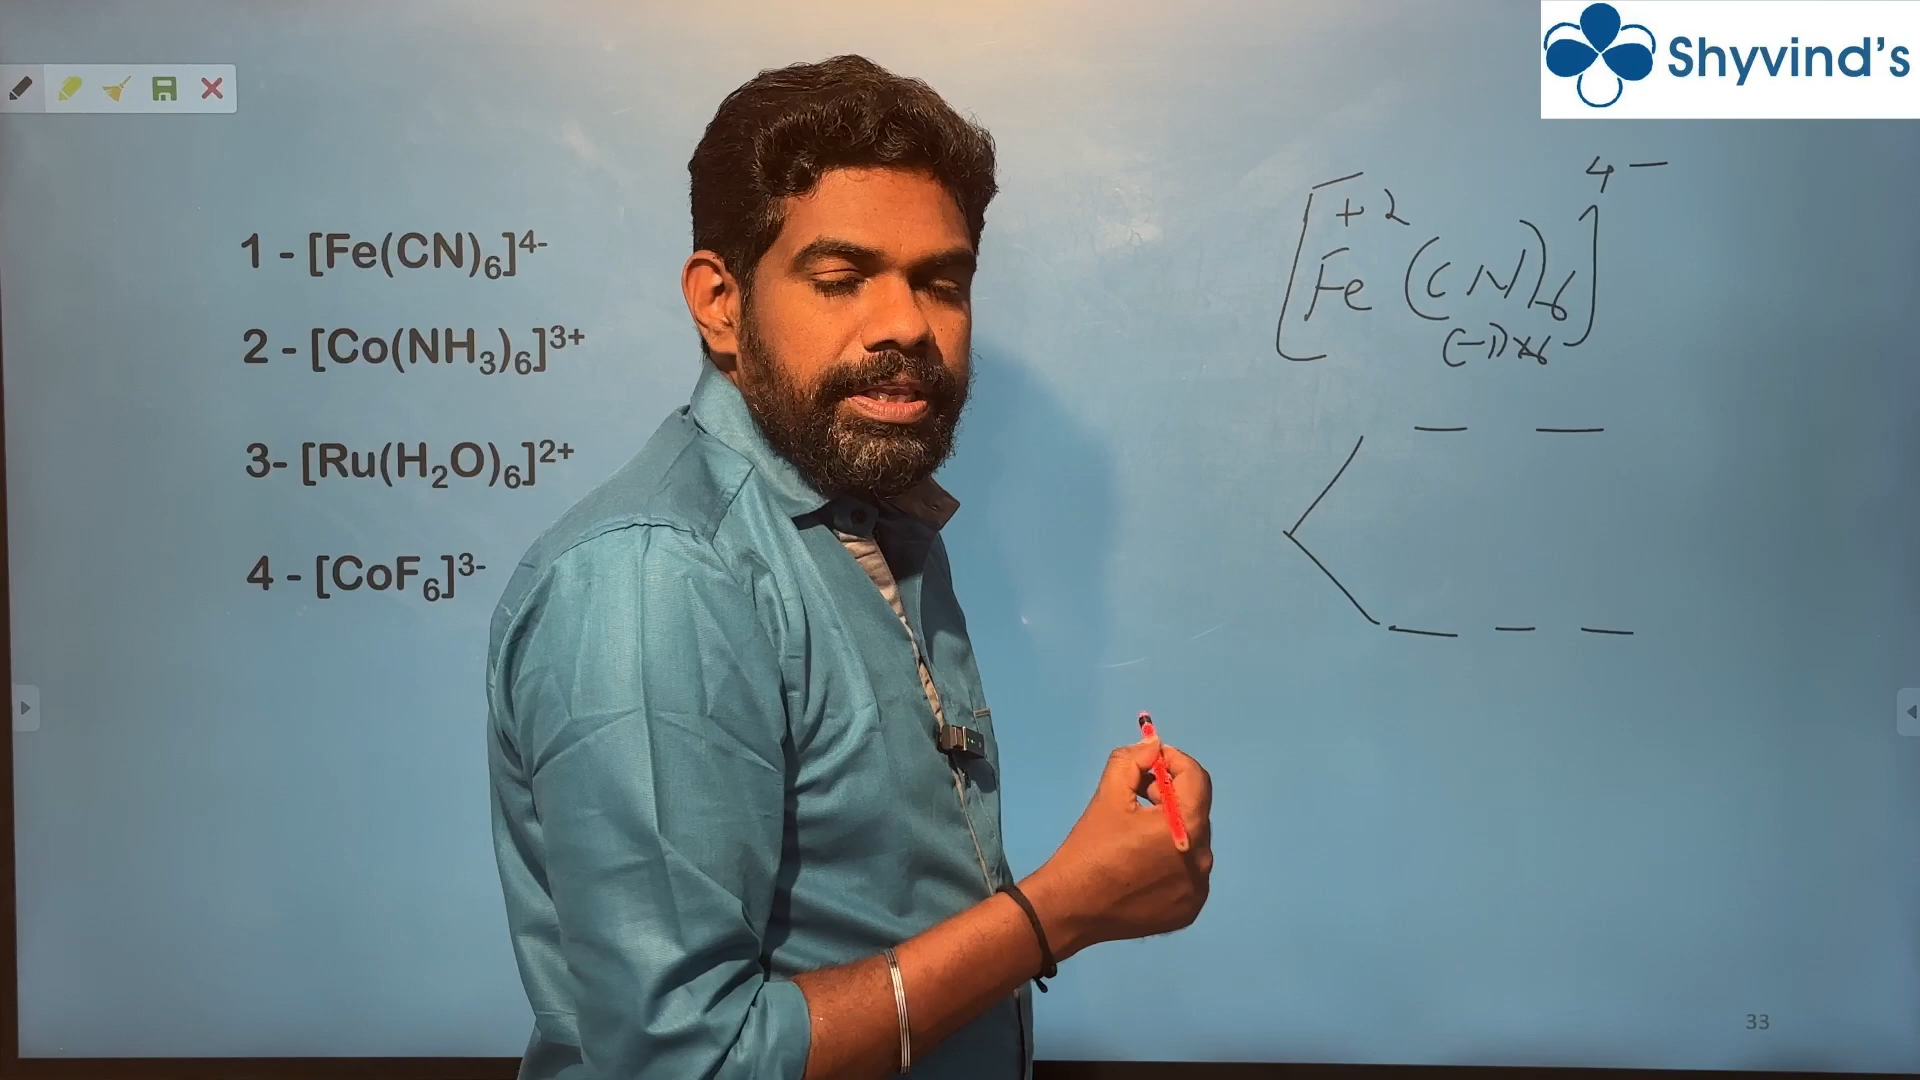 Shyvind's
1 - [Fe(CN)₆]⁴⁻
2 - [Co(NH₃)₆]³⁺
3- [Ru(H₂O)₆]²⁺
4 - [CoF₆]³⁻
4 –
+2
[Fe (CN)₆]
(-1)×6
33